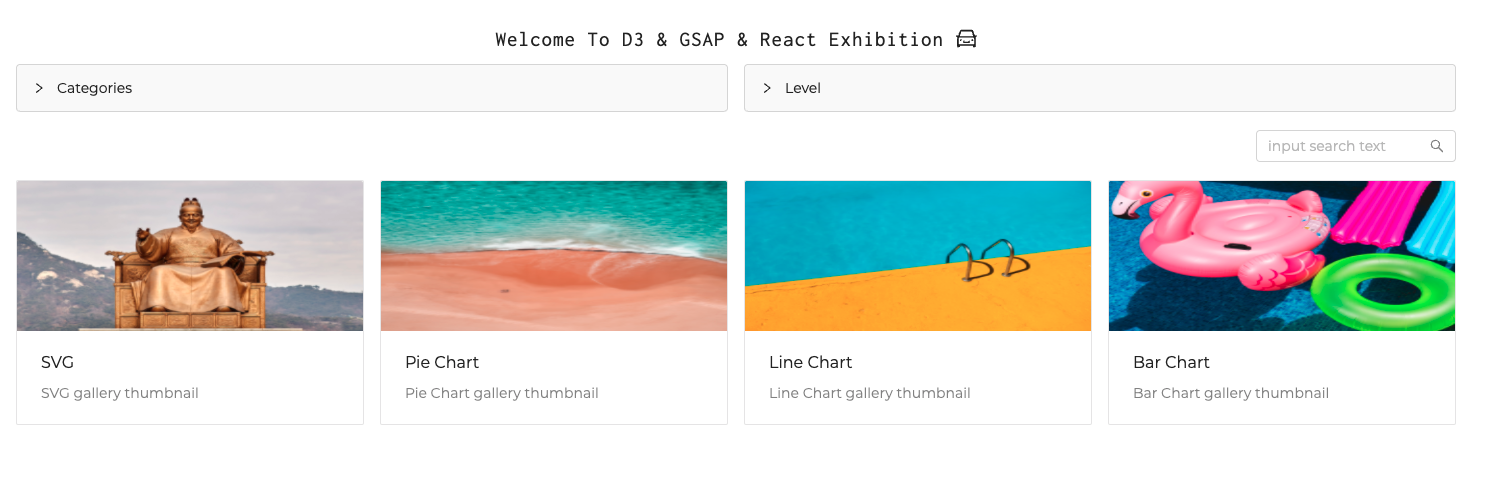 Welcome To D3 & GSAP & React Exhibition
Categories
Level
input search text
SVG
SVG gallery thumbnail
Pie Chart
Pie Chart gallery thumbnail
Line Chart
Line Chart gallery thumbnail
Bar Chart
Bar Chart gallery thumbnail